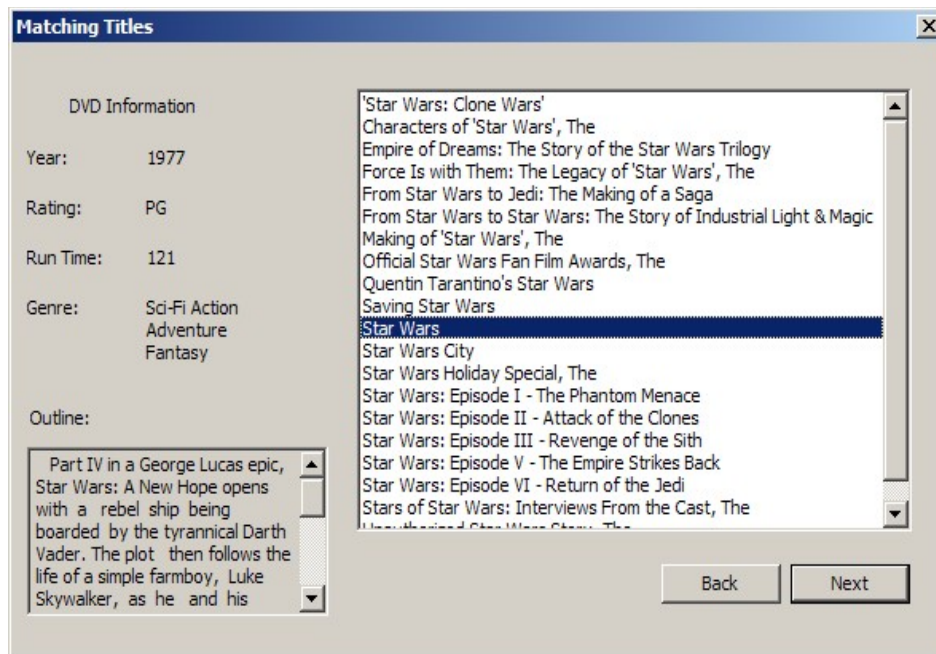 Matching Titles
DVD Information
Year: 1977
Rating: PG
Run Time: 121
Genre: Sci-Fi Action
Adventure
Fantasy
Outline:
Part IV in a George Lucas epic,
Star Wars: A New Hope opens
with a rebel ship being
boarded by the tyrannical Darth
Vader. The plot then follows the
life of a simple farmboy, Luke
Skywalker, as he and his
'Star Wars: Clone Wars'
Characters of 'Star Wars', The
Empire of Dreams: The Story of the Star Wars Trilogy
Force Is with Them: The Legacy of 'Star Wars', The
From Star Wars to Jedi: The Making of a Saga
From Star Wars to Star Wars: The Story of Industrial Light & Magic
Making of 'Star Wars', The
Official Star Wars Fan Film Awards, The
Quentin Tarantino's Star Wars
Saving Star Wars
Star Wars
Star Wars City
Star Wars Holiday Special, The
Star Wars: Episode I - The Phantom Menace
Star Wars: Episode II - Attack of the Clones
Star Wars: Episode III - Revenge of the Sith
Star Wars: Episode V - The Empire Strikes Back
Star Wars: Episode VI - Return of the Jedi
Stars of Star Wars: Interviews From the Cast, The
Unauthorized Star Wars Story, The
Back
Next